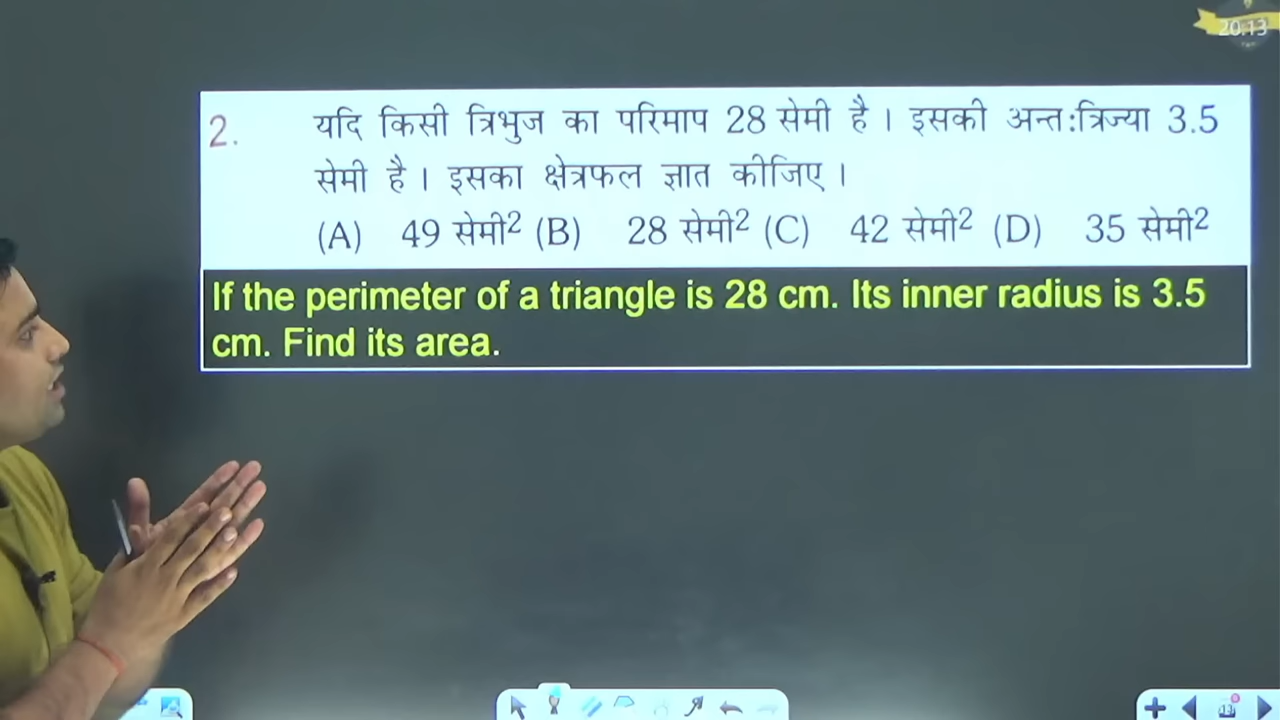 20:13
2. यदि किसी त्रिभुज का परिमाप 28 सेमी है । इसकी अन्त:त्रिज्या 3.5
सेमी है । इसका क्षेत्रफल ज्ञात कीजिए ।
(A) 49 सेमी² (B) 28 सेमी² (C) 42 सेमी² (D) 35 सेमी²
If the perimeter of a triangle is 28 cm. Its inner radius is 3.5
cm. Find its area.